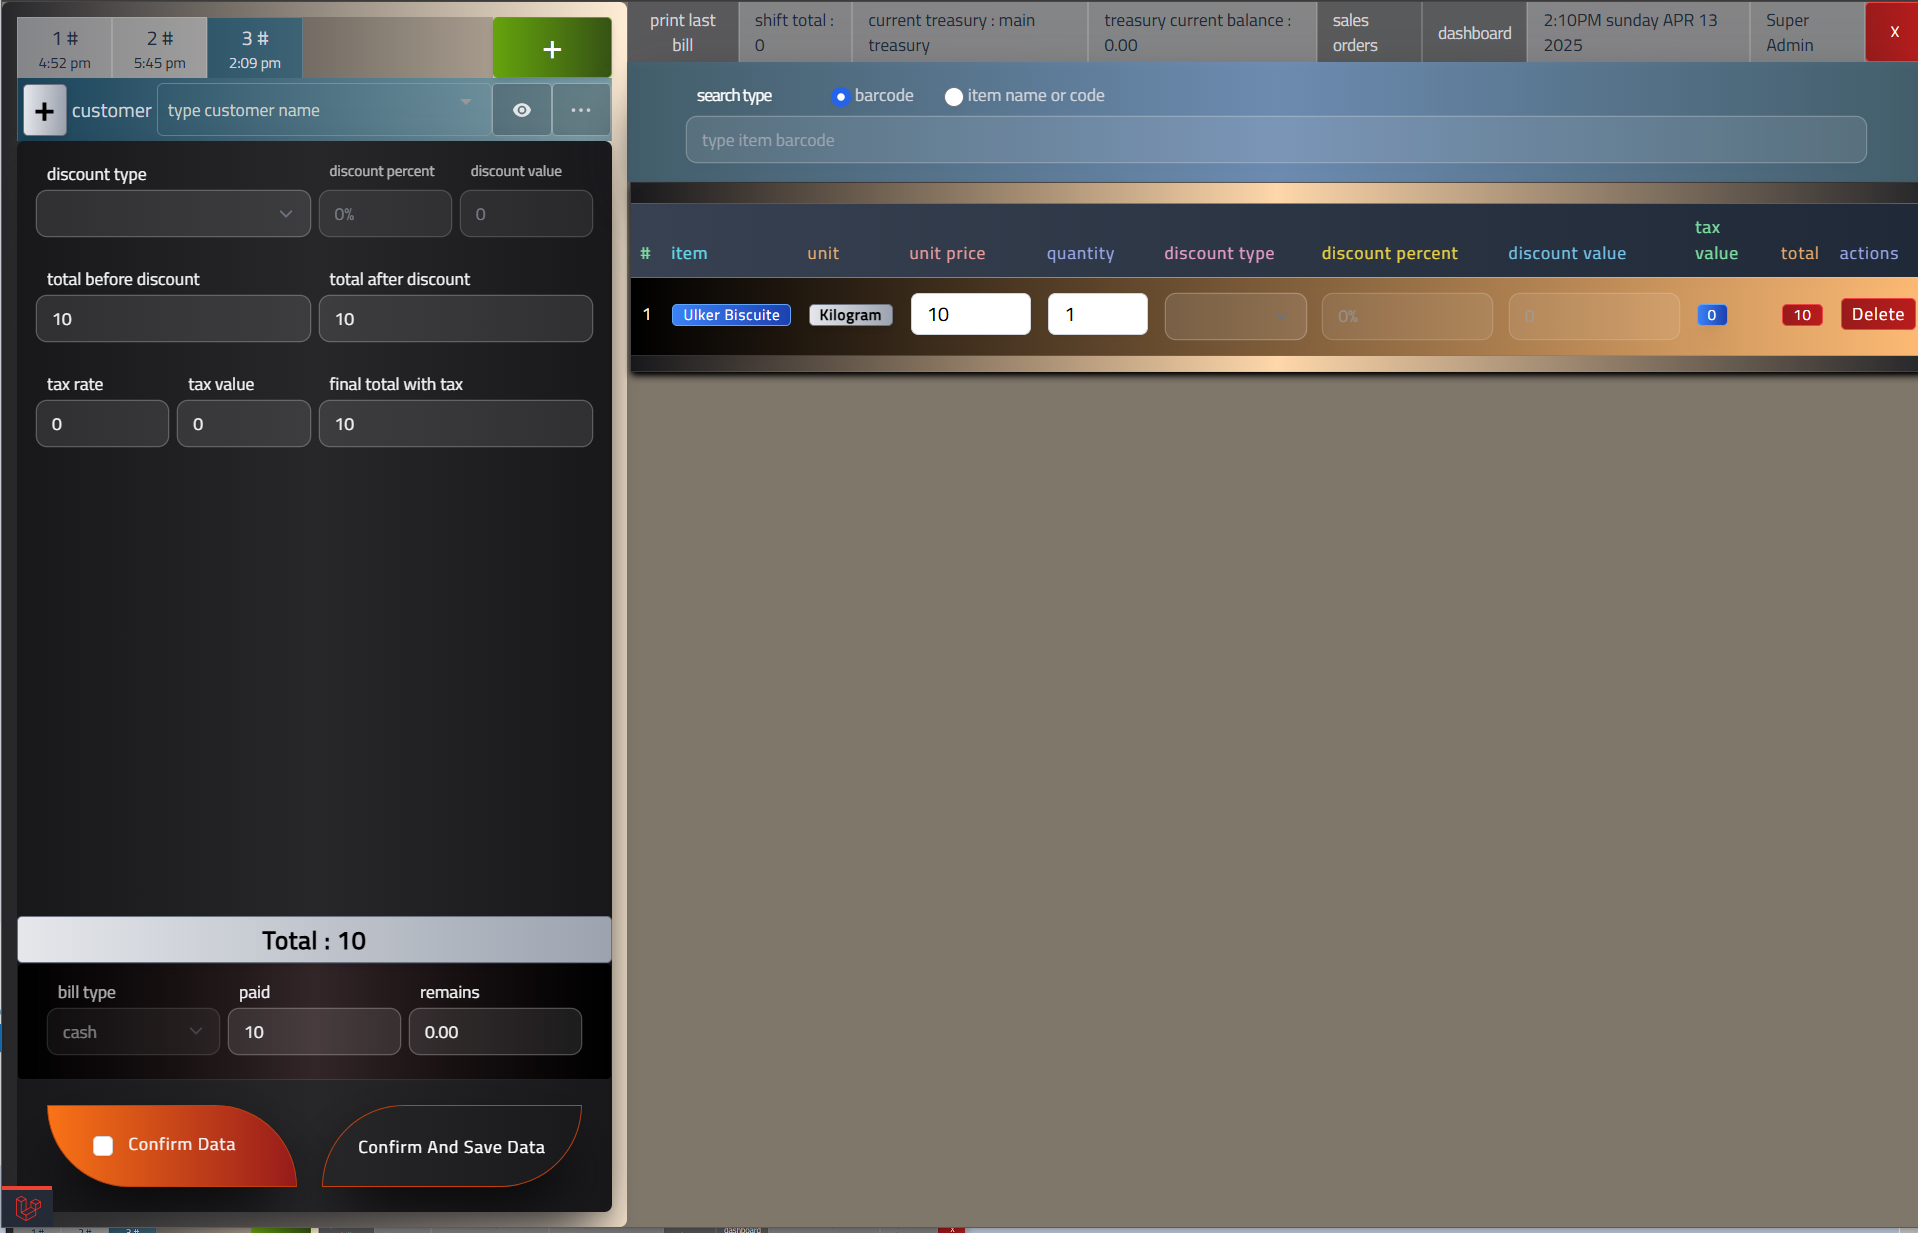 1 #
4:52 pm
2 #
5:45 pm
3 #
2:09 pm
+
+ customer
type customer name
...
discount type
discount percent
discount value
0%
0
total before discount
total after discount
10
10
tax rate
tax value
final total with tax
0
0
10
Total : 10
bill type
paid
remains
cash
10
0.00
Confirm Data
Confirm And Save Data
print last
bill
shift total :
0
current treasury : main
treasury
treasury current balance :
0.00
sales
orders
dashboard
2:10PM sunday APR 13
2025
Super
Admin
X
search type
barcode
item name or code
type item barcode
# item unit unit price quantity discount type discount percent discount value tax
value total actions
1 Ulker Biscuite Kilogram 10 1 0% 0 0 10 Delete
1 # 2 # 3 # dashboard X